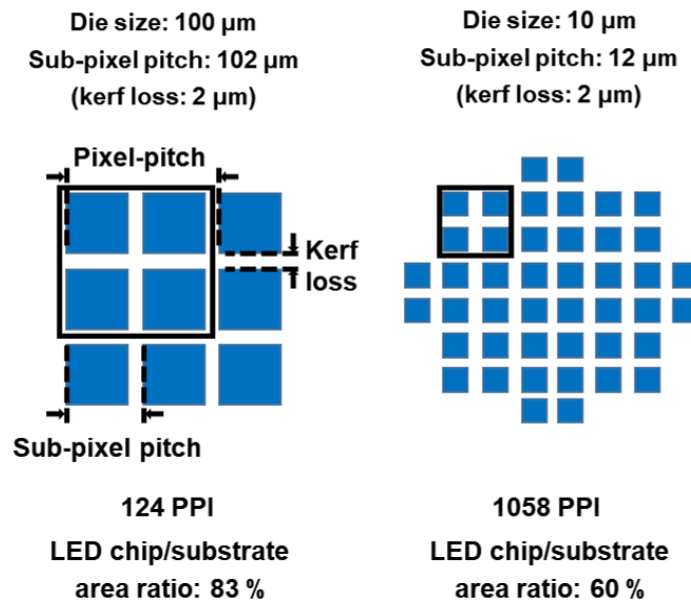 Die size: 100 µm
Sub-pixel pitch: 102 µm
(kerf loss: 2 µm)
Pixel-pitch
Kerf
loss
Sub-pixel pitch
124 PPI
LED chip/substrate
area ratio: 83 %
Die size: 10 µm
Sub-pixel pitch: 12 µm
(kerf loss: 2 µm)
1058 PPI
LED chip/substrate
area ratio: 60 %